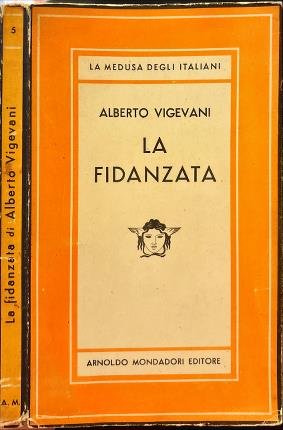 5
La fidanzata di Alberto Vigevani
A. M.
LA MEDUSA DEGLI ITALIANI
ALBERTO VIGEVANI
LA
FIDANZATA
ARNOLDO MONDADORI EDITORE